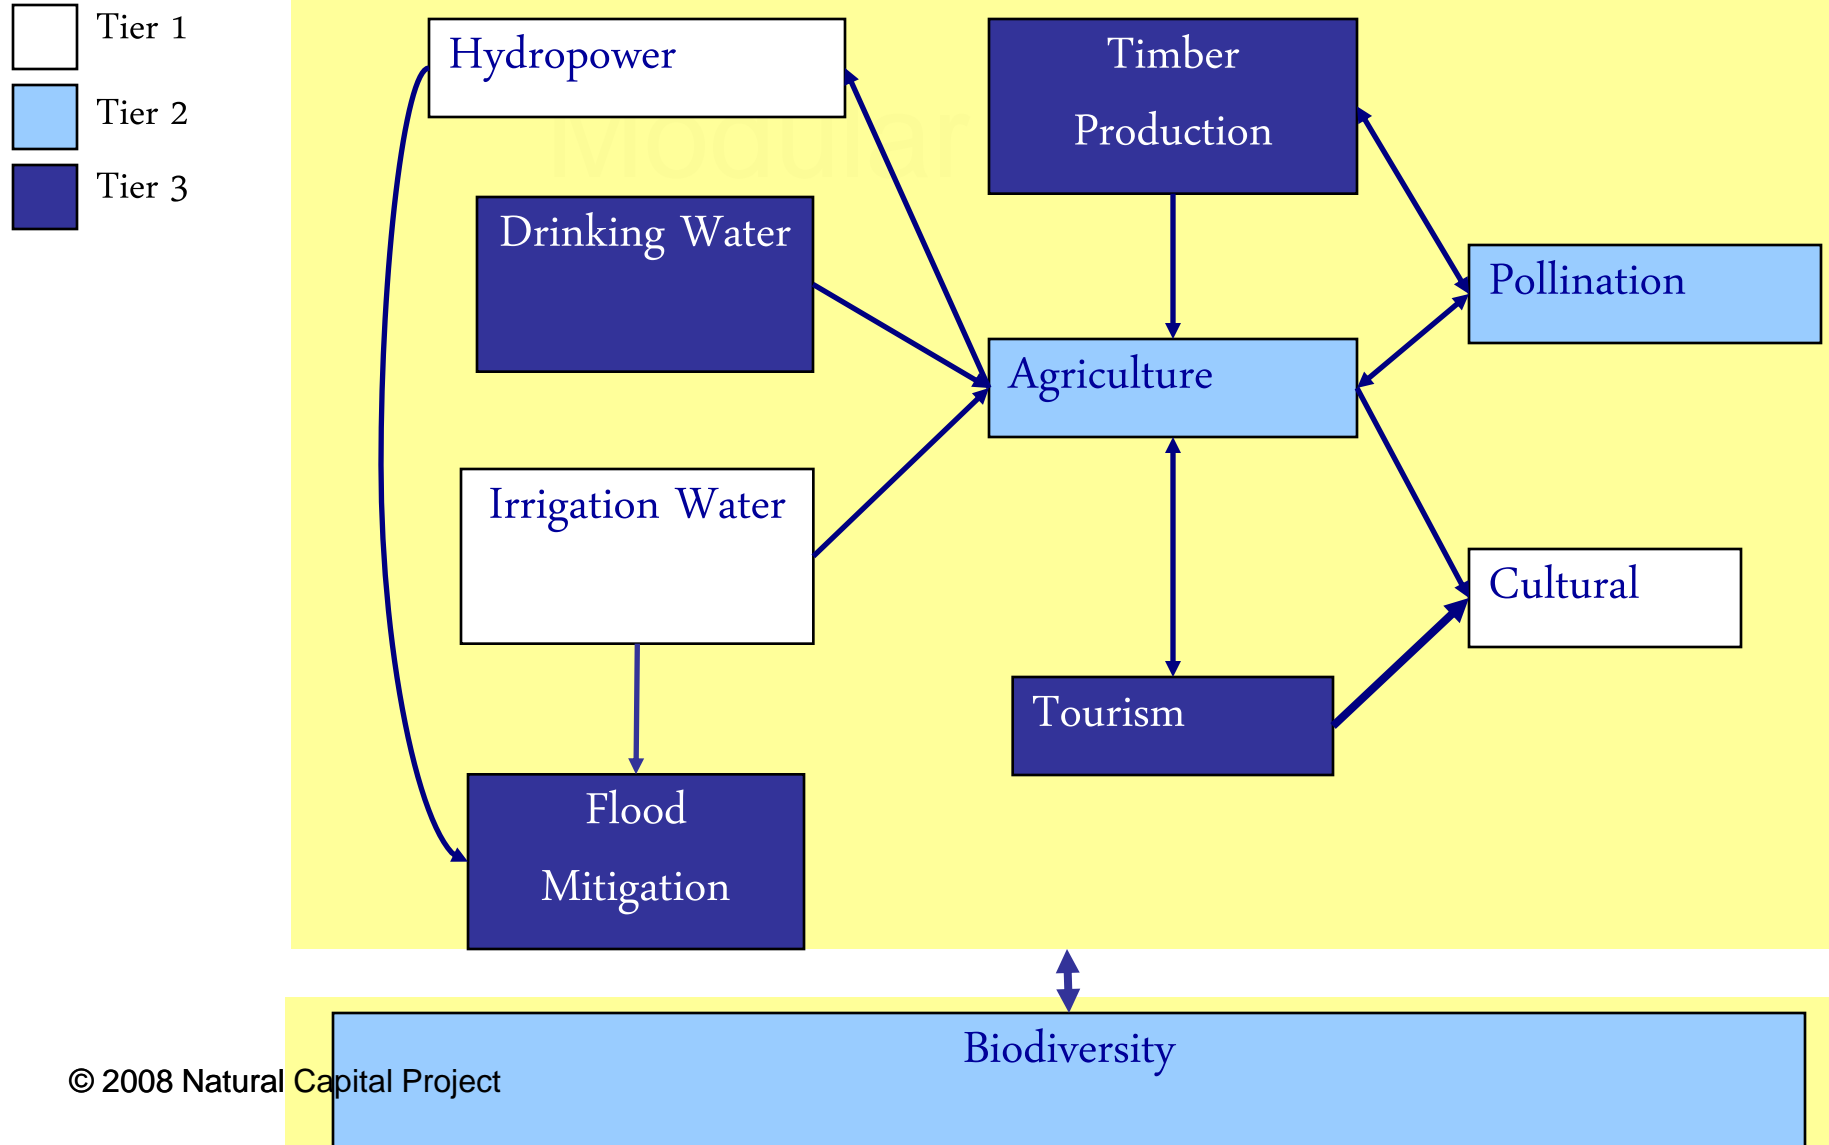 Tier 1
Tier 2
Tier 3
Modular
Hydropower
Timber
Production
Drinking Water
Pollination
Agriculture
Irrigation Water
Cultural
Tourism
Flood
Mitigation
Biodiversity
© 2008 Natural Capital Project